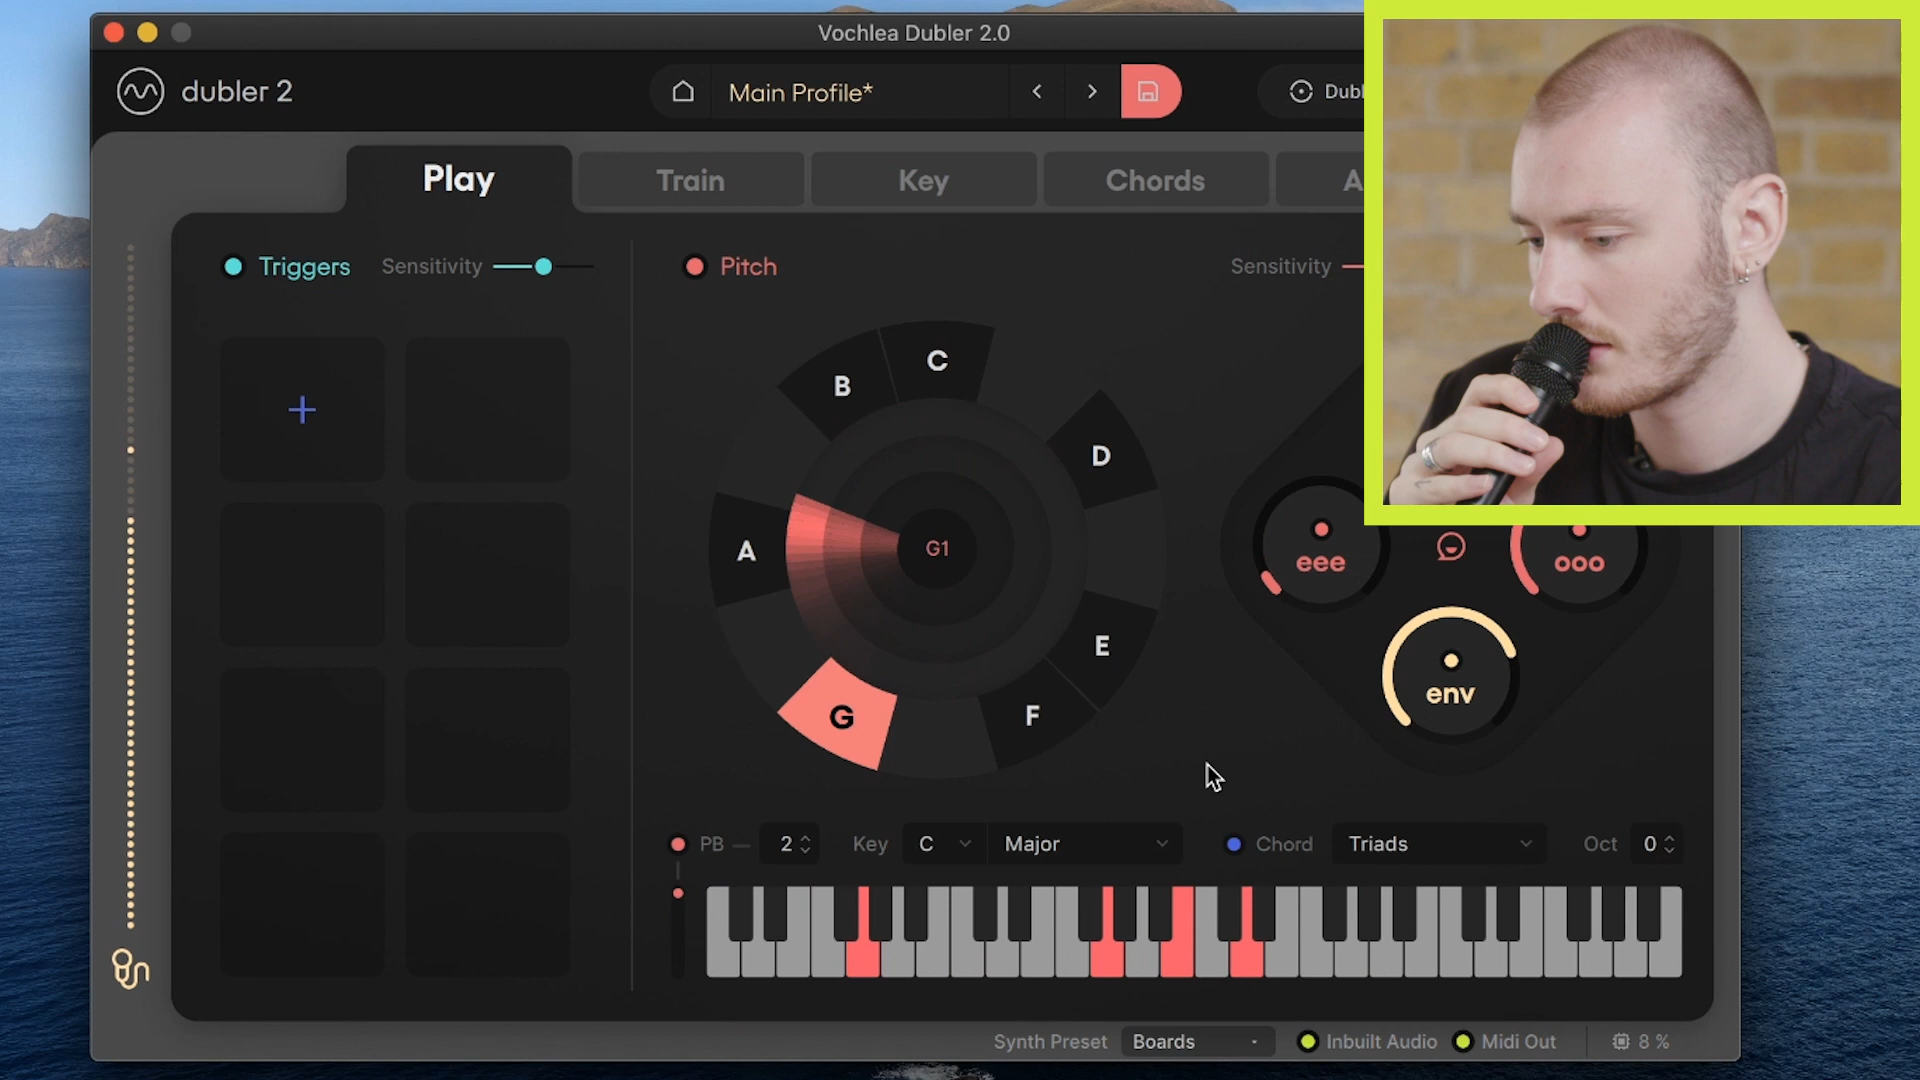 Vochlea Dubler 2.0
dubler 2
Main Profile*
Play
Train
Key
Chords
Triggers
Sensitivity
Pitch
Sensitivity
C
B
D
A
G1
E
G
F
eee
ooo
env
PB
2
Key
C
Major
Chord
Triads
Oct
0
Synth Preset
Boards
Inbuilt Audio
Midi Out
8 %